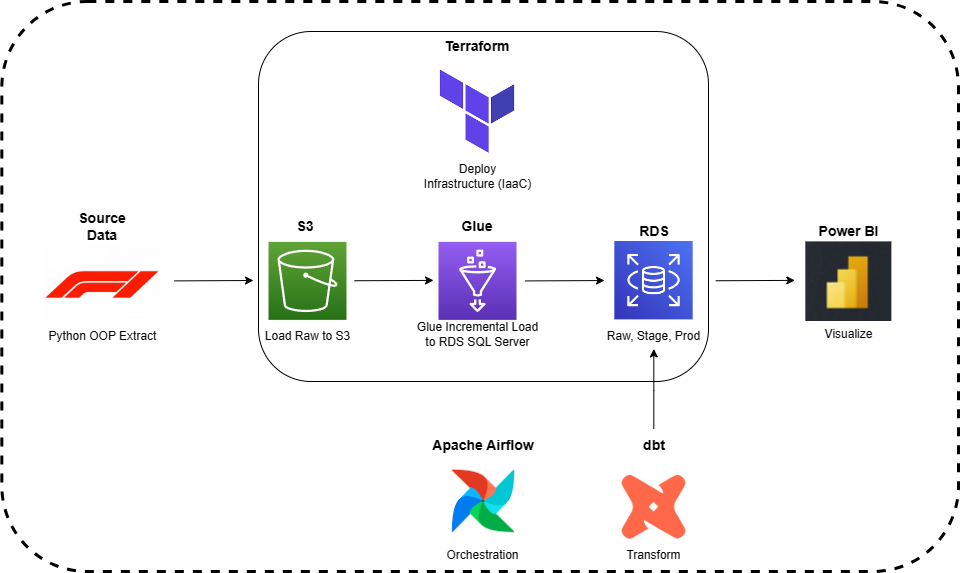 Terraform
Deploy
Infrastructure (IaaC)
Source
Data
Python OOP Extract
S3
Load Raw to S3
Glue
Glue Incremental Load
to RDS SQL Server
RDS
Raw, Stage, Prod
Power BI
Visualize
Apache Airflow
Orchestration
dbt
Transform